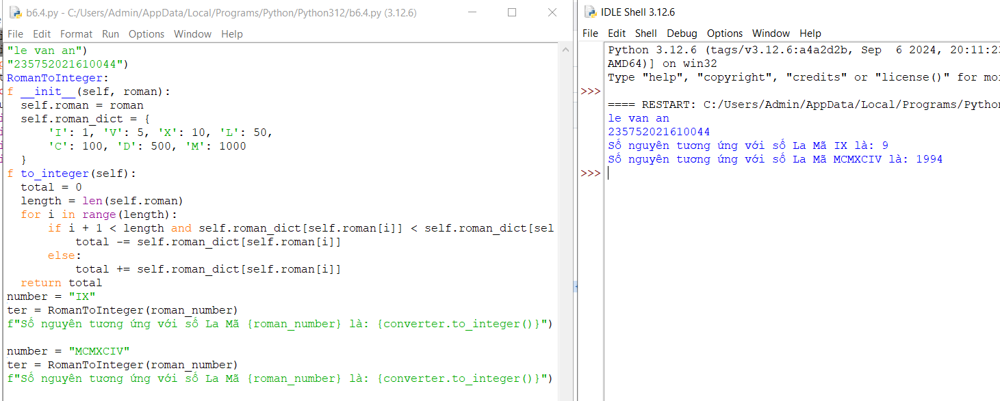 b6.4.py - C:/Users/Admin/AppData/Local/Programs/Python/Python312/b6.4.py (3.12.6)
File Edit Format Run Options Window Help
"le van an")
"235752021610044")
RomanToInteger:
f __init__(self, roman):
self.roman = roman
self.roman_dict = {
'I': 1, 'V': 5, 'X': 10, 'L': 50,
'C': 100, 'D': 500, 'M': 1000
}
f to_integer(self):
total = 0
length = len(self.roman)
for i in range(length):
if i + 1 < length and self.roman_dict[self.roman[i]] < self.roman_dict[sel
total -= self.roman_dict[self.roman[i]]
else:
total += self.roman_dict[self.roman[i]]
return total
number = "IX"
ter = RomanToInteger(roman_number)
f"Số nguyên tương ứng với số La Mã {roman_number} là: {converter.to_integer()}")
number = "MCMXCIV"
ter = RomanToInteger(roman_number)
f"Số nguyên tương ứng với số La Mã {roman_number} là: {converter.to_integer()}")
IDLE Shell 3.12.6
File Edit Shell Debug Options Window Help
Python 3.12.6 (tags/v3.12.6:a4a2d2b, Sep 6 2024, 20:11:23
AMD64)] on win32
Type "help", "copyright", "credits" or "license()" for mor
>>>
==== RESTART: C:/Users/Admin/AppData/Local/Programs/Python
le van an
235752021610044
Số nguyên tương ứng với số La Mã IX là: 9
Số nguyên tương ứng với số La Mã MCMXCIV là: 1994
>>>